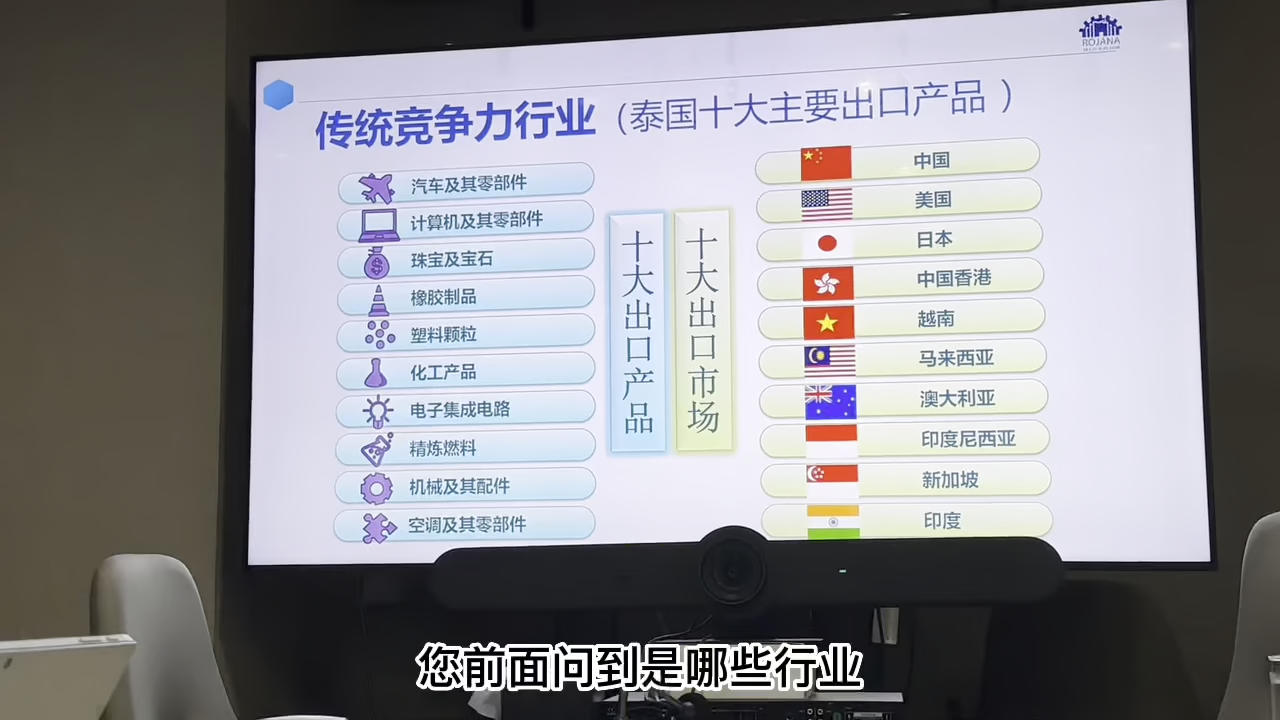 ROJANA
传统竞争力行业（泰国十大主要出口产品 ）
汽车及其零部件
计算机及其零部件
珠宝及宝石
橡胶制品
塑料颗粒
化工产品
电子集成电路
精炼燃料
机械及其配件
空调及其零部件
十大出口产品
十大出口市场
中国
美国
日本
中国香港
越南
马来西亚
澳大利亚
印度尼西亚
新加坡
印度
您前面问到是哪些行业